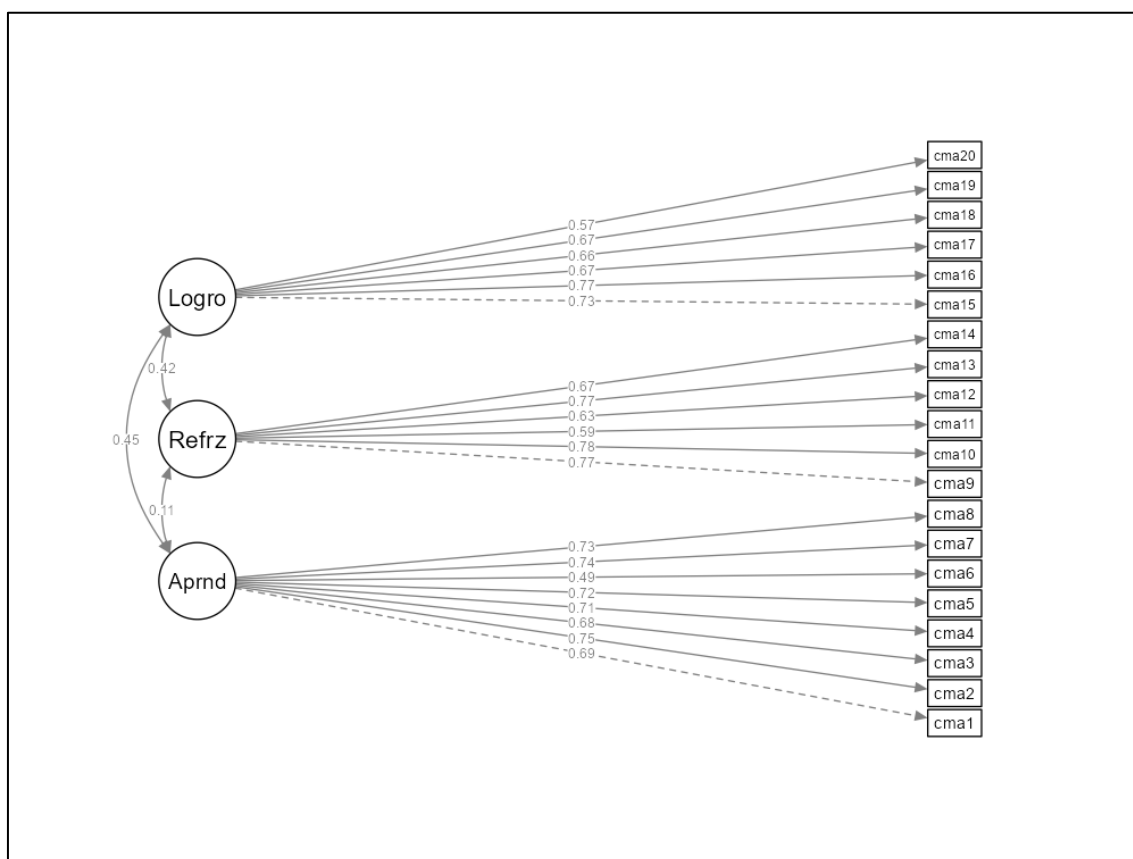 cma20
cma19
cma18
cma17
cma16
cma15
cma14
cma13
cma12
cma11
cma10
cma9
cma8
cma7
cma6
cma5
cma4
cma3
cma2
cma1
0.57
0.67
0.66
0.67
0.77
0.73
0.67
0.77
0.63
0.59
0.78
0.77
0.73
0.74
0.49
0.72
0.71
0.68
0.75
0.69
Logro
0.42
0.45
Refrz
0.11
Aprnd